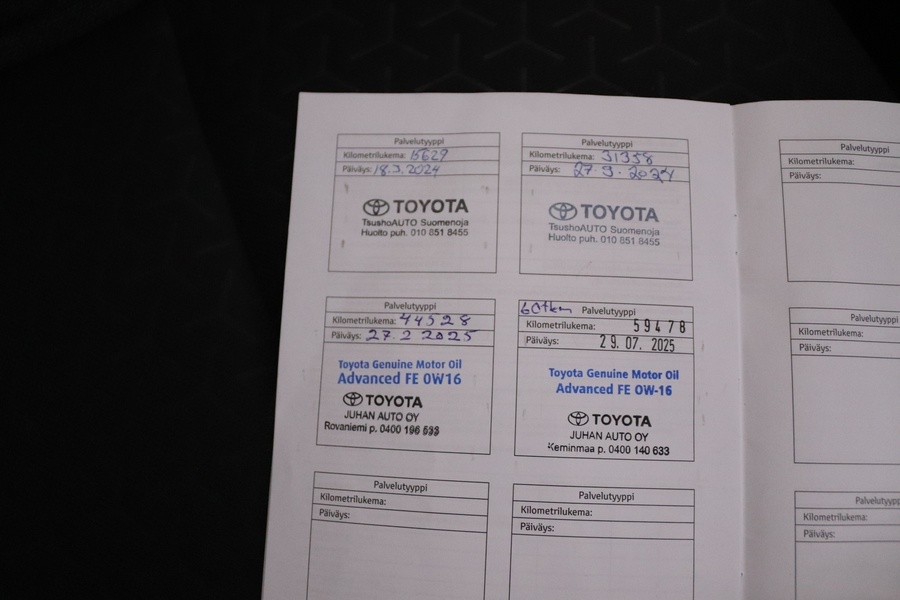 Palvelutyyppi
Kilometrilukema: 15629
Päiväys: 18.3.2024
TOYOTA
TsushoAUTO Suomenoja
Huolto puh. 010 851 8455
Palvelutyyppi
Kilometrilukema: 31358
Päiväys: 27.9.2024
TOYOTA
TsushoAUTO Suomenoja
Huolto puh. 010 851 8455
Palvelutyyppi
Kilometrilukema:
Päiväys:
Palvelutyyppi
Kilometrilukema: 44528
Päiväys: 27.2 2025
Toyota Genuine Motor Oil
Advanced FE 0W16
TOYOTA
JUHAN AUTO OY
Rovaniemi p. 0400 196 533
60tkm Palvelutyyppi
Kilometrilukema: 59478
Päiväys: 29.07.2025
Toyota Genuine Motor Oil
Advanced FE 0W-16
TOYOTA
JUHAN AUTO OY
Keminmaa p. 0400 140 633
Palvelutyyppi
Kilometrilukema:
Päiväys:
Palvelutyyppi
Kilometrilukema:
Päiväys:
Palvelutyyppi
Kilometrilukema:
Päiväys:
Palvelutyyppi
Kilometrilukema:
Päiväys: